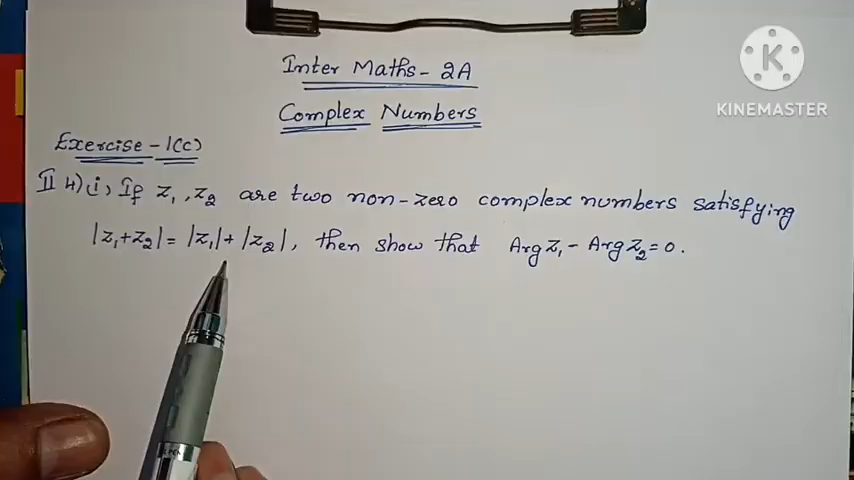 Inter Maths - 2A
K
KINEMASTER
Complex Numbers
Exercise - 1(c)
II 4) (i) If z₁, z₂ are two non-zero complex numbers satisfying
|z₁+z₂| = |z₁| + |z₂|, then show that Arg z₁ - Arg z₂ = 0.